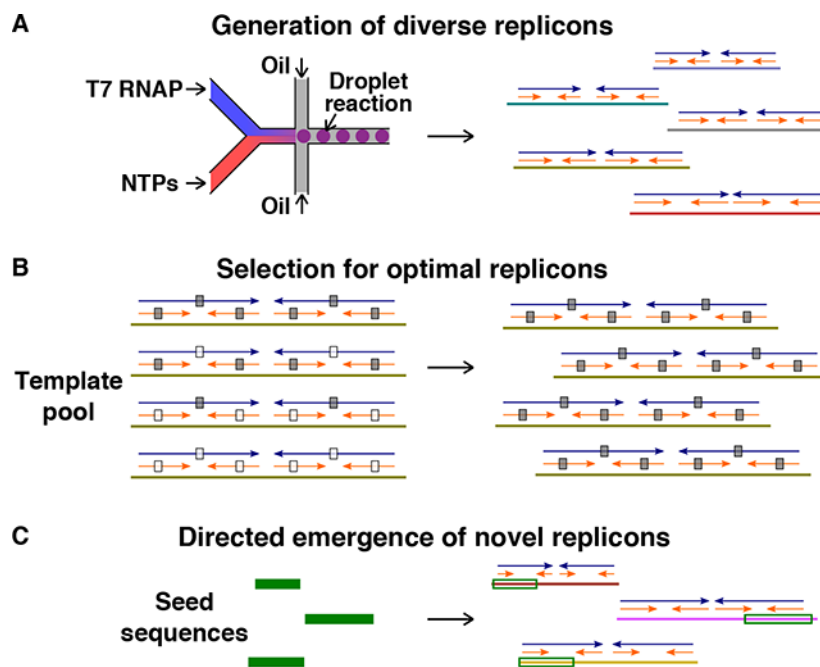 A
Generation of diverse replicons
Oil
T7 RNAP
Droplet
reaction
NTPs
Oil
B
Selection for optimal replicons
Template
pool
C
Directed emergence of novel replicons
Seed
sequences